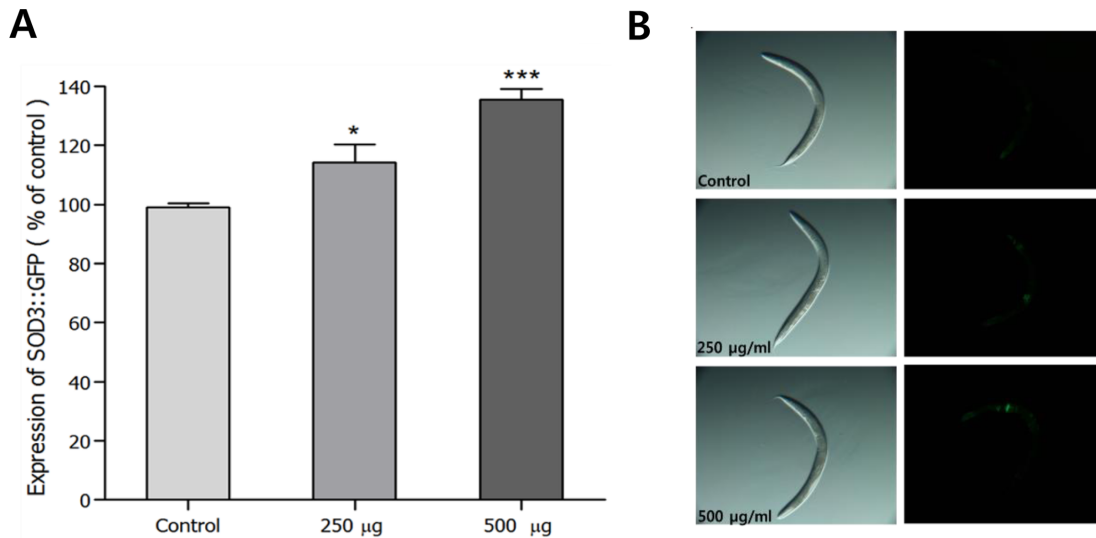 A
B
Expression of SOD3::GFP ( % of control )
140
120
100
80
60
40
20
0
*
***
Control
250 µg
500 µg
Control
250 µg/ml
500 µg/ml